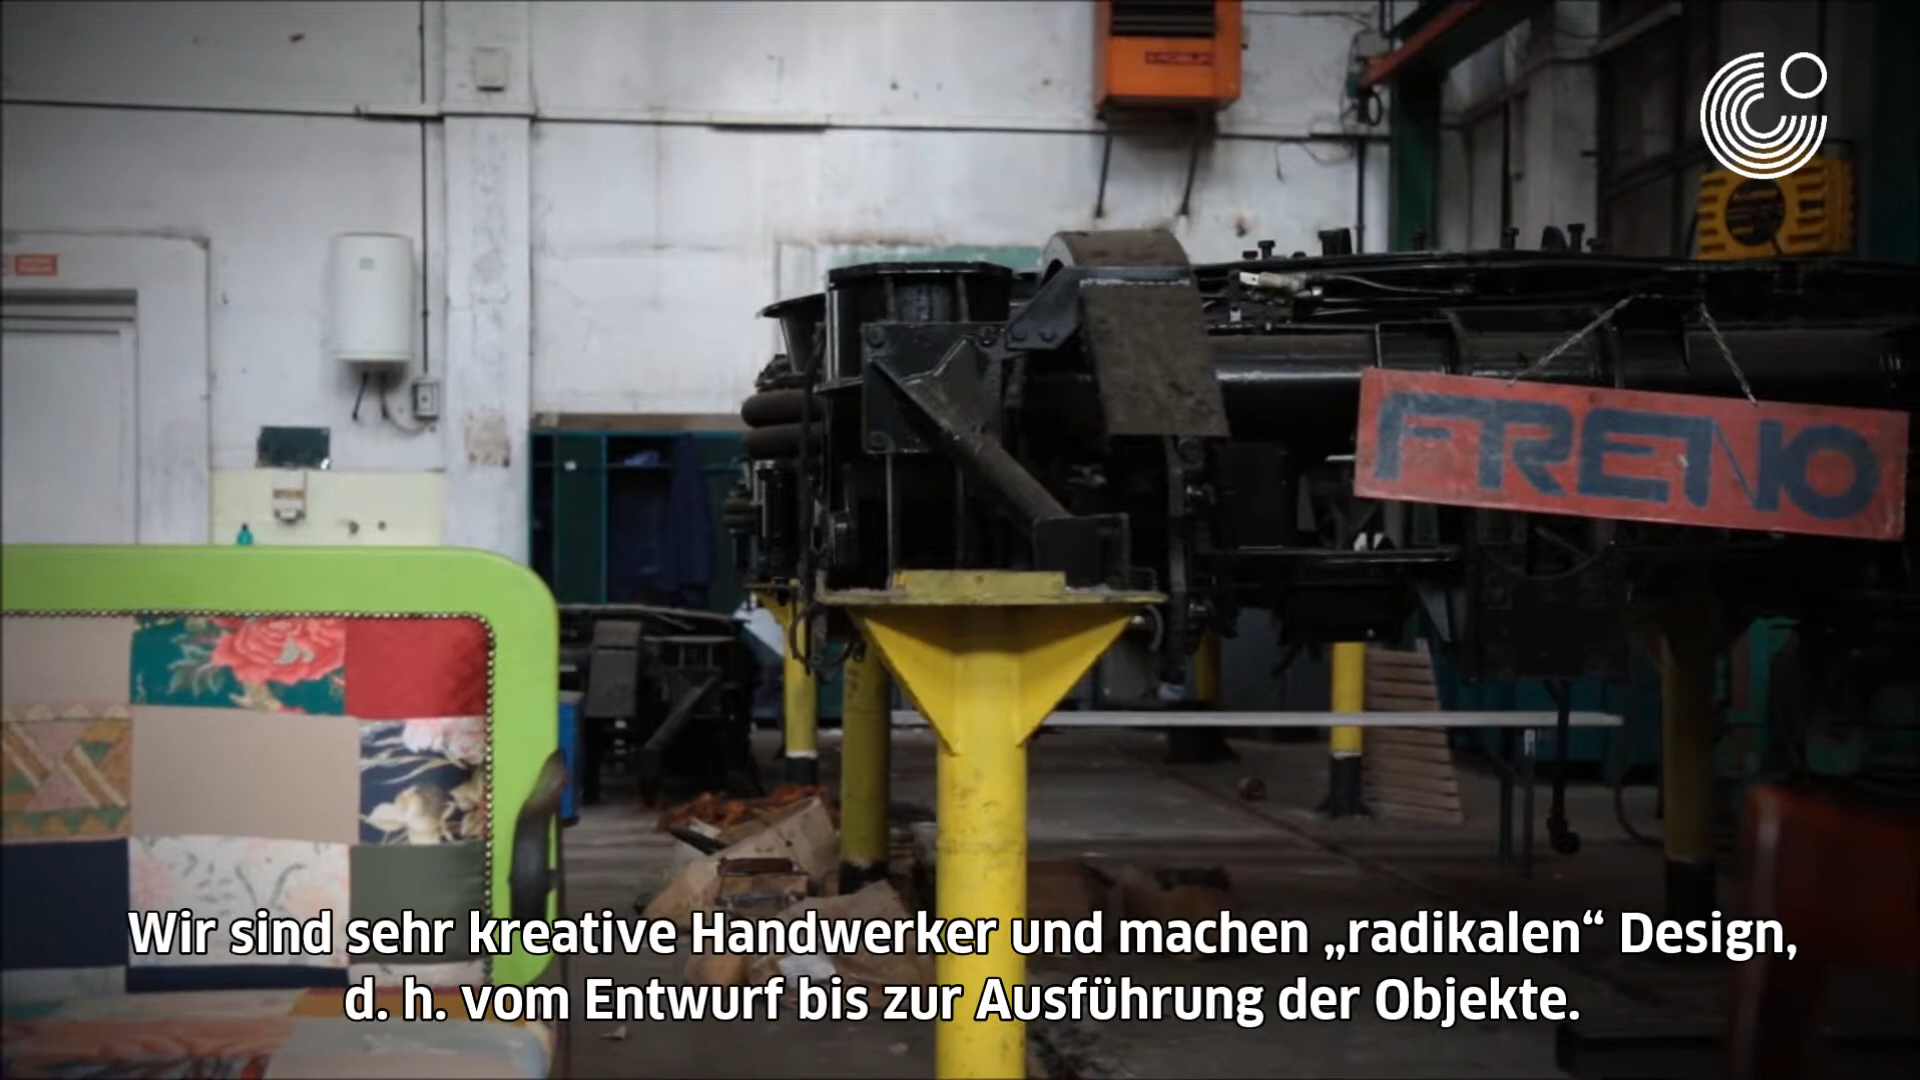 FRENO
Wir sind sehr kreative Handwerker und machen „radikalen“ Design,
d. h. vom Entwurf bis zur Ausführung der Objekte.